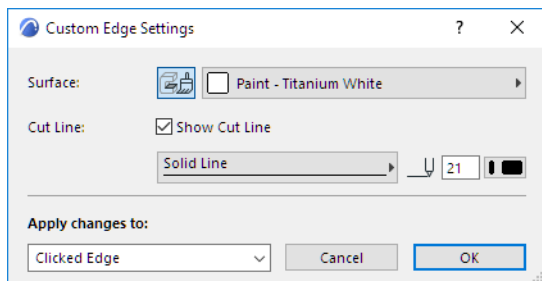 Custom Edge Settings
?
Surface:
Paint - Titanium White
Cut Line:
Show Cut Line
Solid Line
21
Apply changes to:
Clicked Edge
Cancel
OK